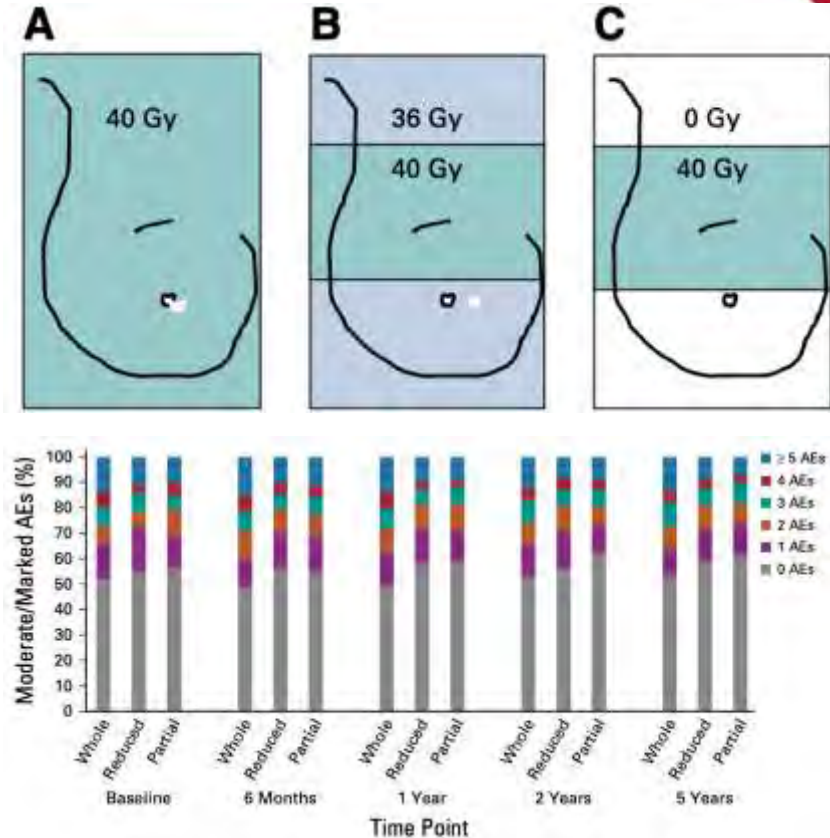 A B C
40 Gy 36 Gy 0 Gy
40 Gy 40 Gy
Moderate/Marked AEs (%)
100
90
80
70
60
50
40
30
20
10
0
≥ 5 AEs
4 AEs
3 AEs
2 AEs
1 AEs
0 AEs
Whole Reduced Partial Whole Reduced Partial Whole Reduced Partial Whole Reduced Partial Whole Reduced Partial
Baseline 6 Months 1 Year 2 Years 5 Years
Time Point